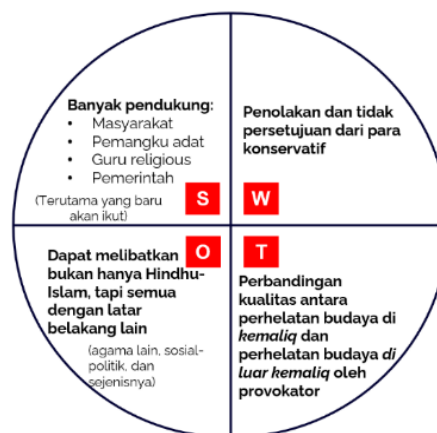 Banyak pendukung:
• Masyarakat
• Pemangku adat
• Guru religious
• Pemerintah
(Terutama yang baru
akan ikut)
S
Penolakan dan tidak
persetujuan dari para
konservatif
W
Dapat melibatkan
bukan hanya Hindhu-
Islam, tapi semua
dengan latar
belakang lain
(agama lain, sosial-
politik, dan
sejenisnya)
O
T
Perbandingan
kualitas antara
perhelatan budaya di
kemaliq dan
perhelatan budaya di
luar kemaliq oleh
provokator